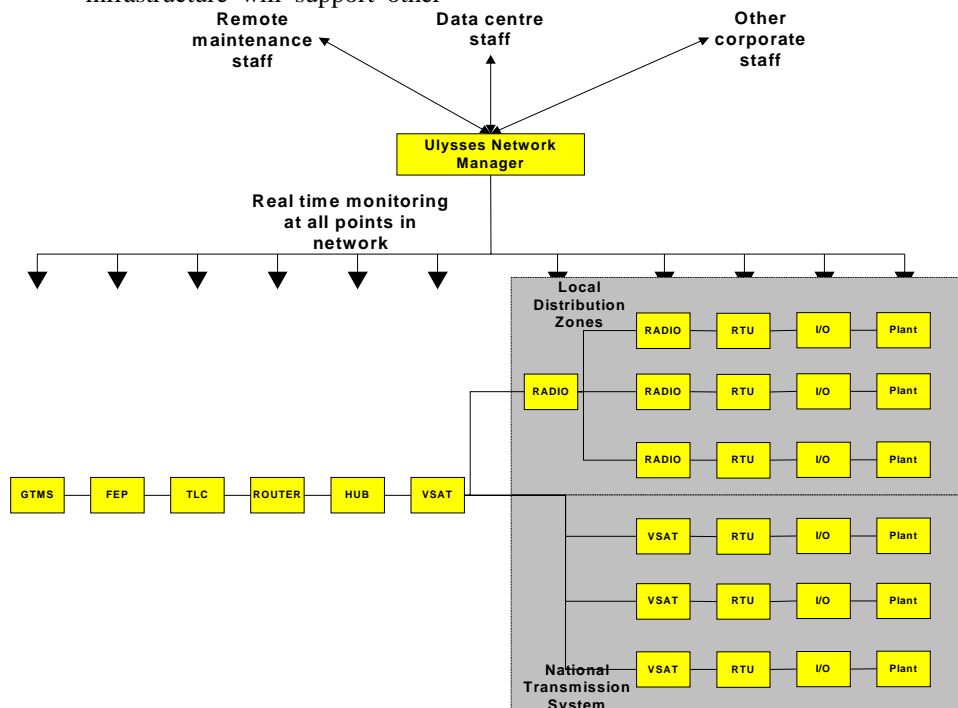 infrastructure will support other
Remote
maintenance
staff
Data centre
staff
Other
corporate
staff
Ulysses Network
Manager
Real time monitoring
at all points in
network
Local
Distribution
Zones
RADIO
RTU
I/O
Plant
RADIO
RADIO
RTU
I/O
Plant
RADIO
RTU
I/O
Plant
GTMS
FEP
TLC
ROUTER
HUB
VSAT
VSAT
RTU
I/O
Plant
VSAT
RTU
I/O
Plant
VSAT
RTU
I/O
Plant
National
Transmission
System